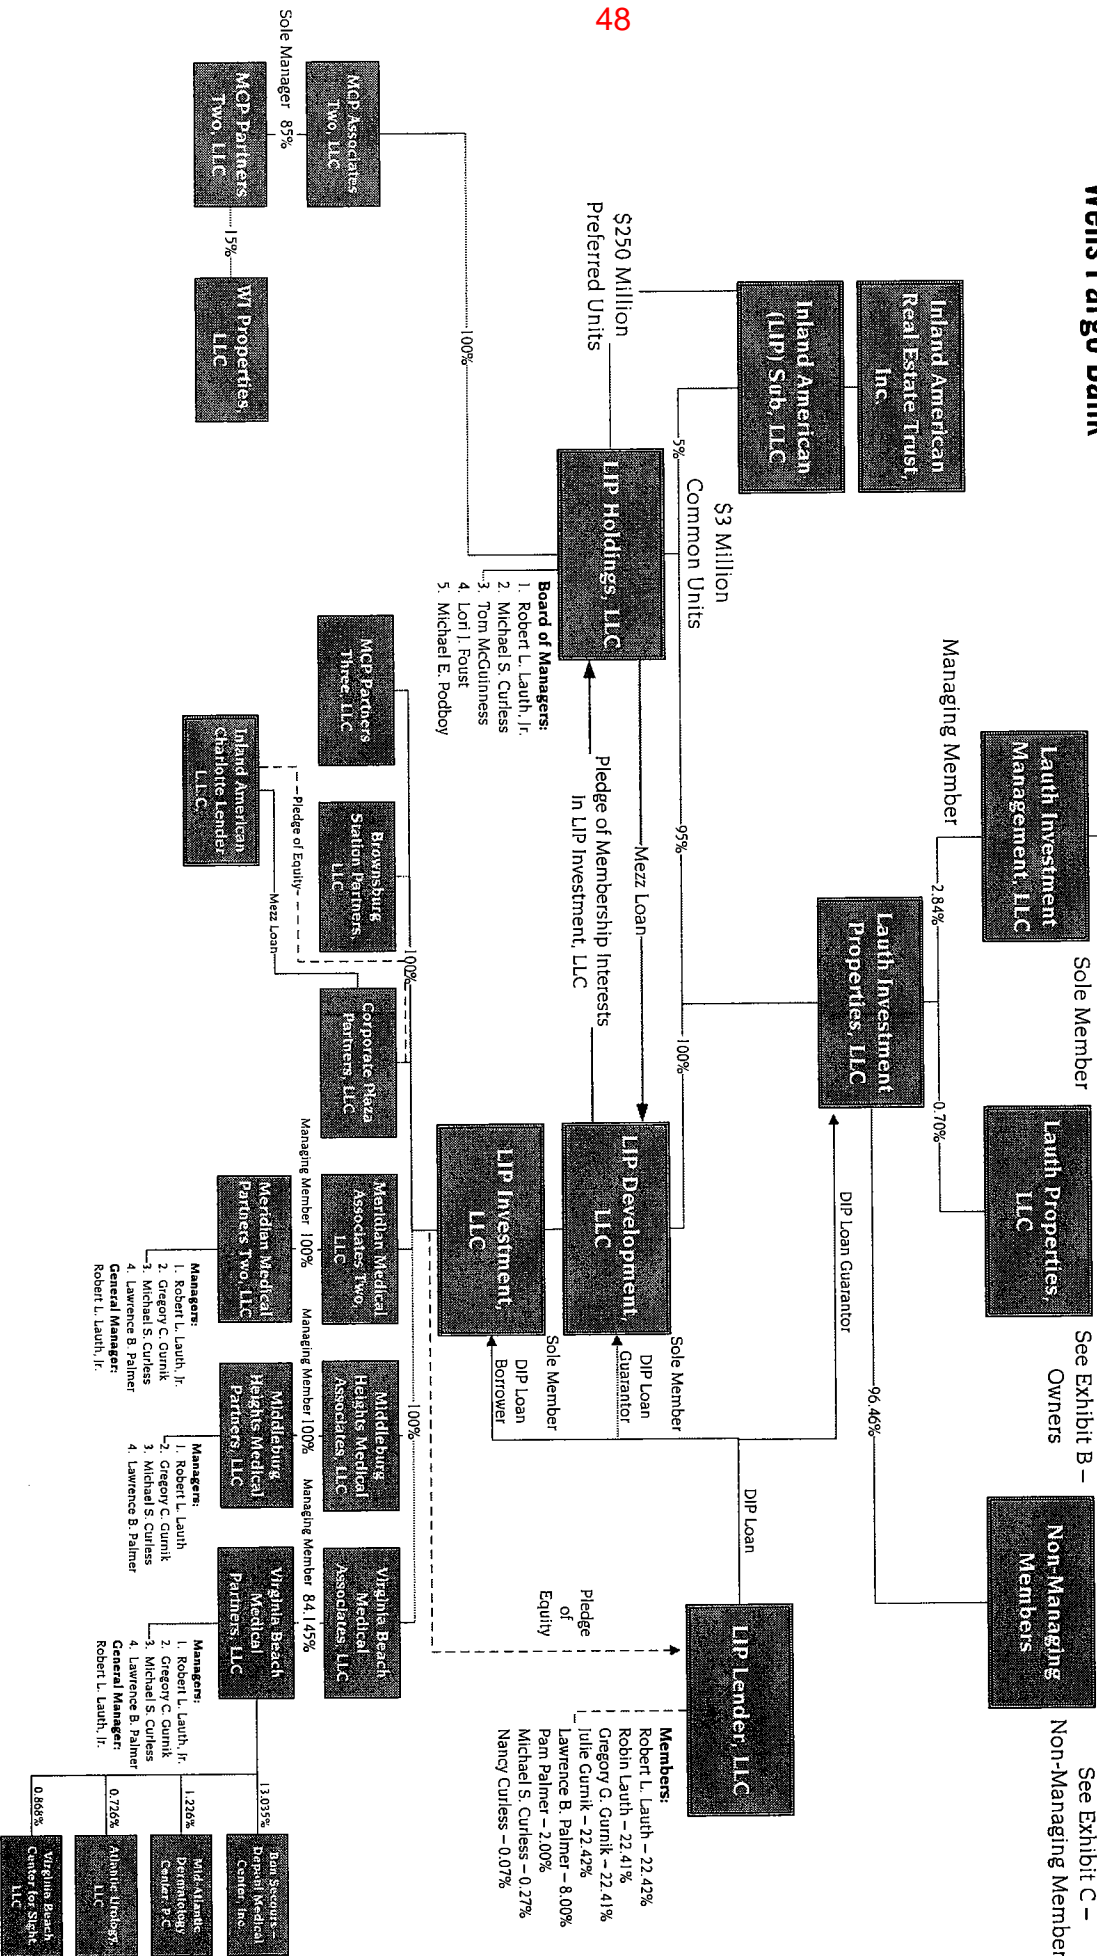 48
Wells Fargo Bank
Sole Member
See Exhibit B –
Owners
See Exhibit C –
Non-Managing Member
Lauth Investment
Management, LLC
Lauth Properties,
LLC
Non-Managing
Members
Managing Member
2.84%
0.70%
96.46%
Inland American
Real Estate Trust,
Inc.
Inland American
(LIP) Sub, LLC
Lauth Investment
Properties, LLC
DIP Loan Guarantor
$250 Million
Preferred Units
5%
$3 Million
Common Units
95%
100%
DIP Loan
LIP Lender, LLC
Members:
Robert L. Lauth – 22.42%
Robin Lauth – 22.41%
Gregory G. Gurnik – 22.41%
Julie Gurnik – 22.42%
Lawrence B. Palmer – 8.00%
Pam Palmer – 2.00%
Michael S. Curless – 0.27%
Nancy Curless – 0.07%
LIP Holdings, LLC
Mezz Loan
Pledge of Membership Interests
in LIP Investment, LLC
LIP Development,
LLC
Sole Member
DIP Loan
Guarantor
LIP Investment,
LLC
Sole Member
DIP Loan
Borrower
Pledge
of
Equity
Board of Managers:
1. Robert L. Lauth, Jr.
2. Michael S. Curless
3. Tom McGuinness
4. Lori J. Foust
5. Michael E. Podboy
100%
MCP Associates
Two, LLC
Sole Manager 85%
MCP Partners
Two, LLC
15%
WI Properties,
LLC
100%
100%
MCP Partners
Three, LLC
Brownsburg
Station Partners,
LLC
Corporate Plaza
Partners, LLC
Meridian Medical
Associates Two,
LLC
Middleburg
Heights Medical
Associates, LLC
Virginia Beach
Medical
Associates, LLC
Pledge of Equity
Mezz Loan
Inland American
Charlotte Lender
L.L.C.
Managing Member 100%
Managing Member 100%
Managing Member 84.145%
Meridian Medical
Partners Two, LLC
Middleburg
Heights Medical
Partners, LLC
Virginia Beach
Medical
Partners, LLC
Managers:
1. Robert L. Lauth, Jr.
2. Gregory C. Gurnik
3. Michael S. Curless
4. Lawrence B. Palmer
General Manager:
Robert L. Lauth, Jr.
Managers:
1. Robert L. Lauth
2. Gregory C. Gurnik
3. Michael S. Curless
4. Lawrence B. Palmer
Managers:
1. Robert L. Lauth, Jr.
2. Gregory C. Gurnik
3. Michael S. Curless
4. Lawrence B. Palmer
General Manager:
Robert L. Lauth, Jr.
13.035%
1.226%
0.726%
0.868%
Bon Secours –
Depaul Medical
Center, Inc.
Mid-Atlantic
Dermatology
Center, P.C
Atlantic Urology,
LLC
Virginia Beach
Center for Sight,
LLC